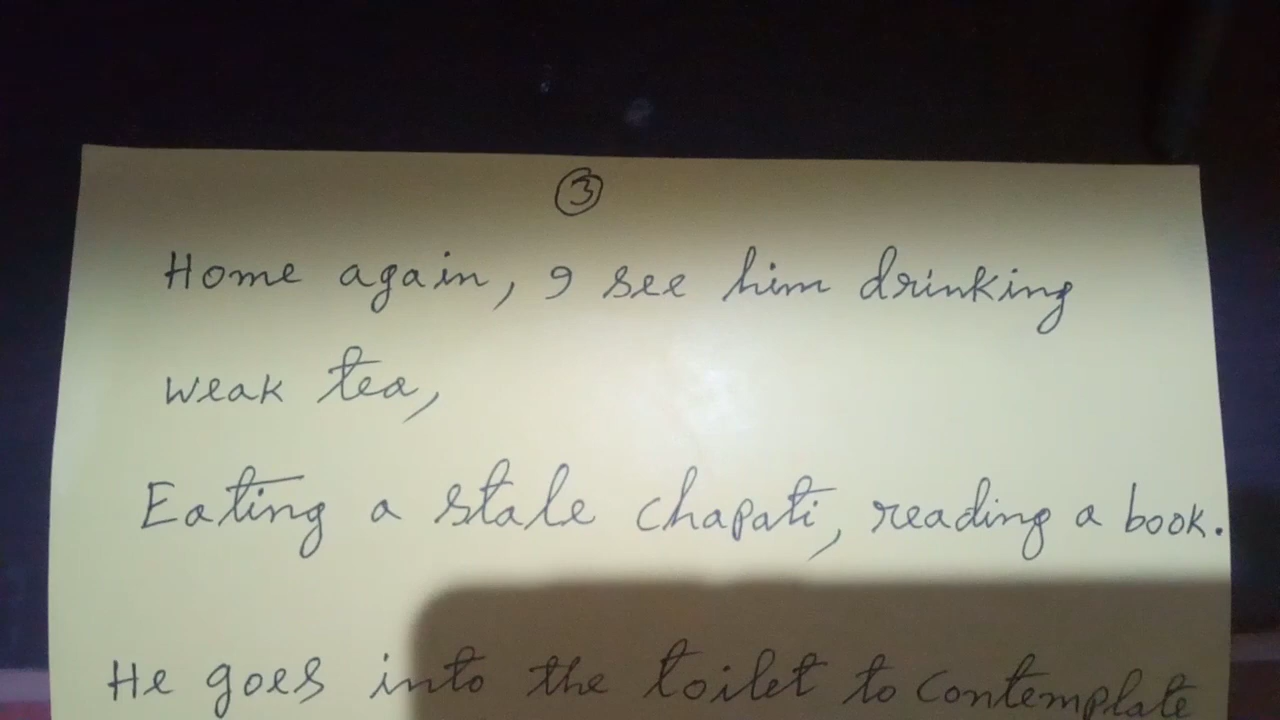 3
Home again, I see him drinking
weak tea,
Eating a stale chapati, reading a book.
He goes into the toilet to contemplate